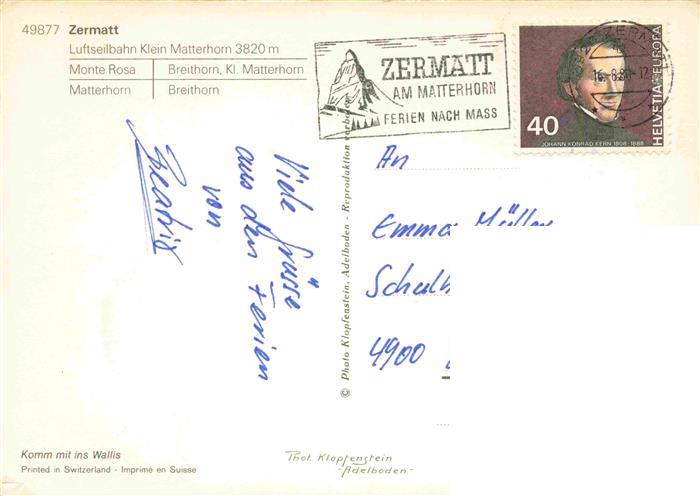 49877 Zermatt
Luftseilbahn Klein Matterhorn 3820 m
Monte Rosa Breithorn, Kl. Matterhorn
Matterhorn Breithorn
ZERMATT
AM MATTERHORN
FERIEN NACH MASS
40
JOHANN KONRAD KERN 1808-1888
HELVETIA EUROPA
Viele Grüsse
aus den Ferien
von
Beatrix
© Photo Klopfenstein, Adelboden - Reproduktion verboten
An
Emma Müller
4900
Komm mit ins Wallis
Printed in Switzerland - Imprimé en Suisse
Phot. Klopfenstein
-Adelboden-